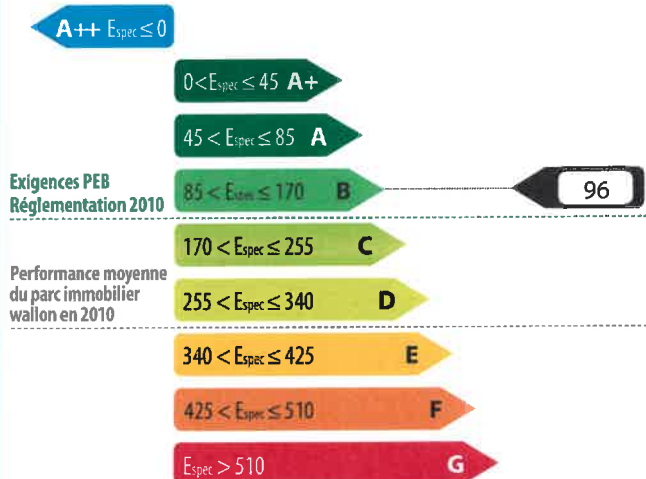 A++ Espec ≤ 0
0 < Espec ≤ 45 A+
45 < Espec ≤ 85 A
Exigences PEB
Réglementation 2010
85 < Espec ≤ 170 B
96
170 < Espec ≤ 255 C
Performance moyenne
du parc immobilier
wallon en 2010
255 < Espec ≤ 340 D
340 < Espec ≤ 425 E
425 < Espec ≤ 510 F
Espec > 510 G